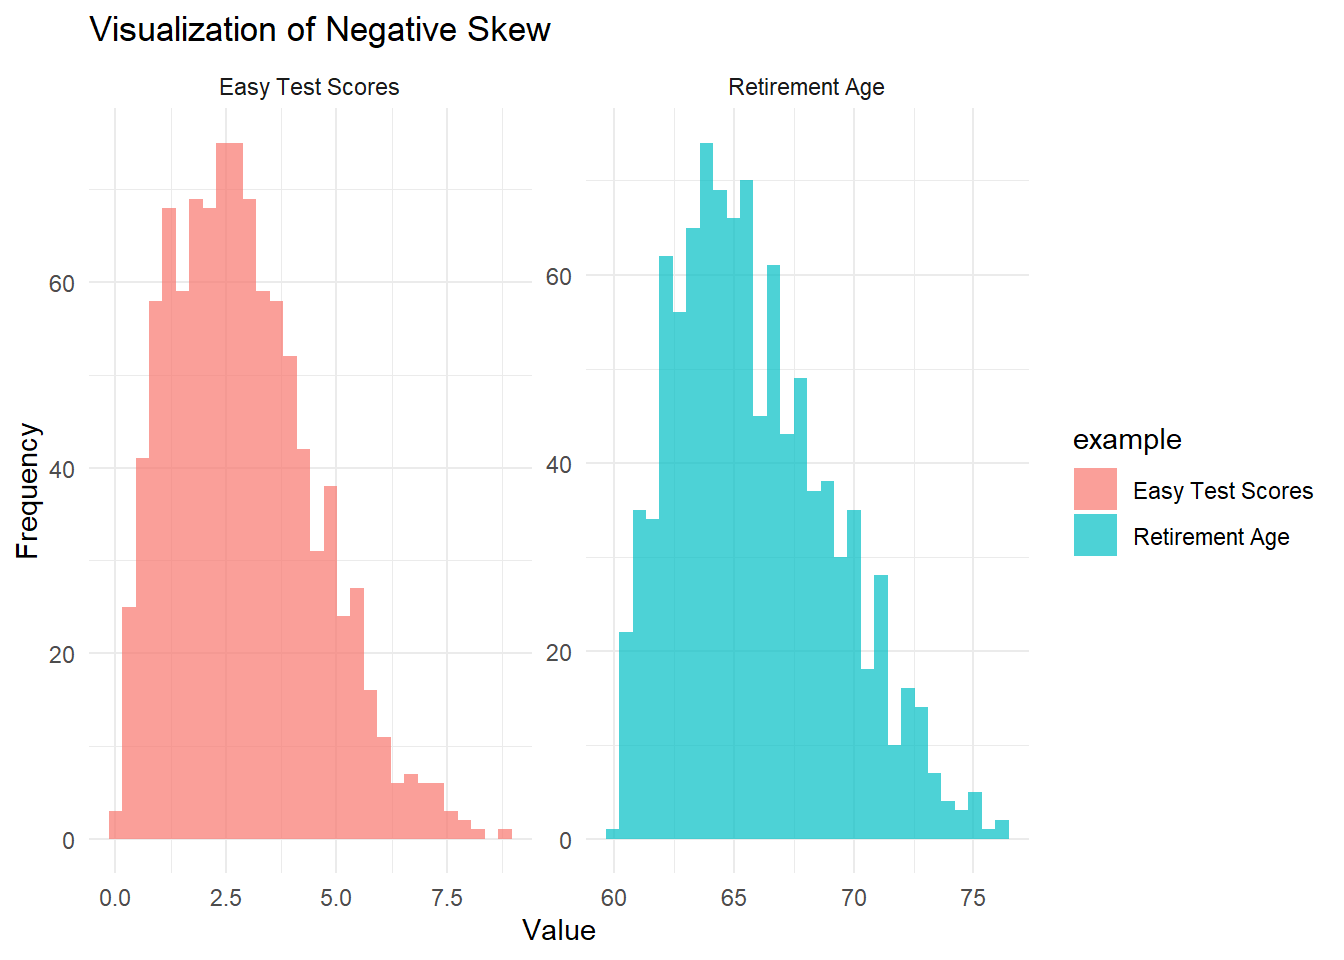 Visualization of Negative Skew
Easy Test Scores
Retirement Age
Frequency
60
40
20
0
60
40
20
0
0.0 2.5 5.0 7.5
60 65 70 75
Value
example
Easy Test Scores
Retirement Age